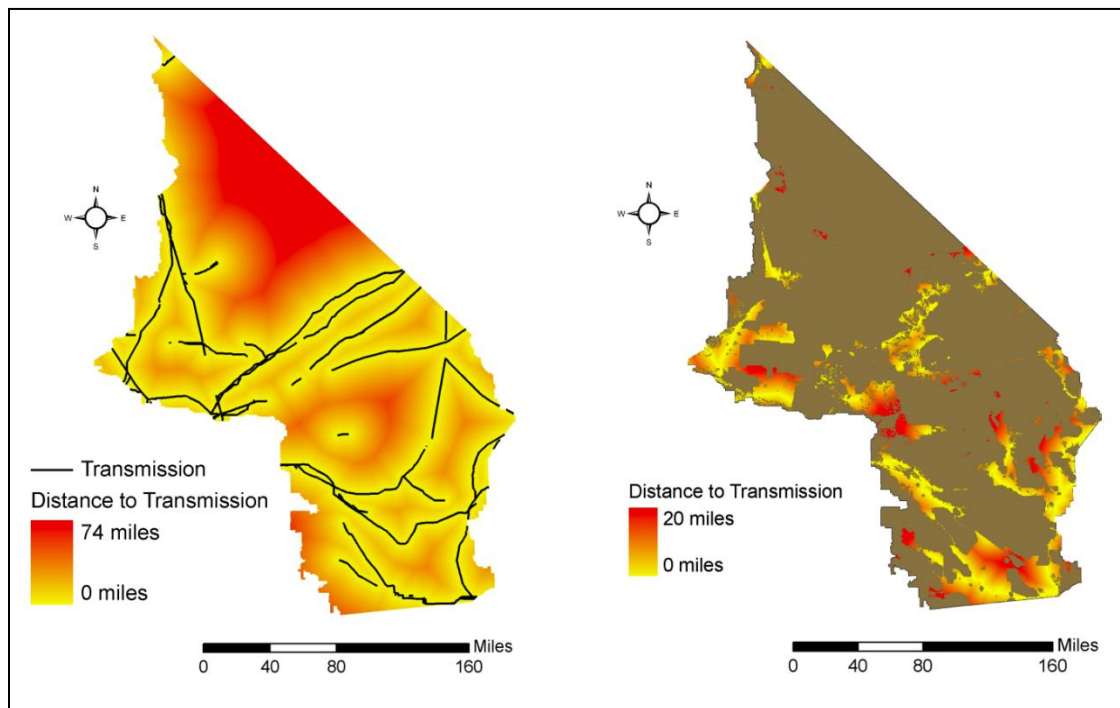 N
W E
S
Transmission
Distance to Transmission
74 miles
0 miles
Miles
0 40 80 160
N
W E
S
Distance to Transmission
20 miles
0 miles
Miles
0 40 80 160